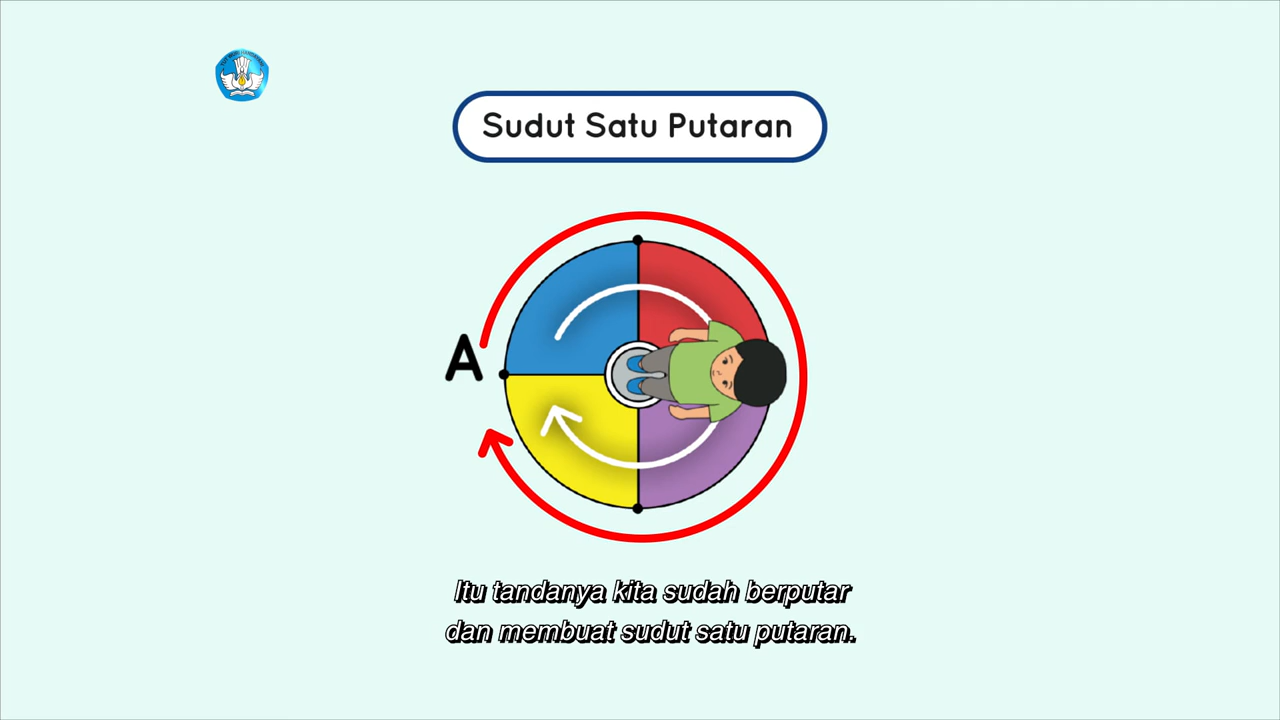 Sudut Satu Putaran
A
Itu tandanya kita sudah berputar
dan membuat sudut satu putaran.